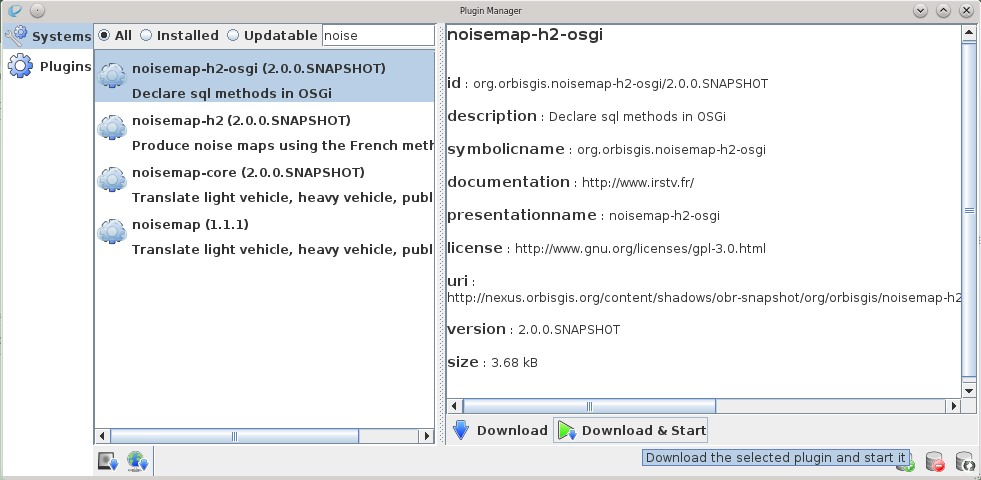 Plugin Manager
Systems
Plugins
All Installed Updatable noise
noisemap-h2-osgi (2.0.0.SNAPSHOT)
Declare sql methods in OSGi
noisemap-h2 (2.0.0.SNAPSHOT)
Produce noise maps using the French meth
noisemap-core (2.0.0.SNAPSHOT)
Translate light vehicle, heavy vehicle, publ
noisemap (1.1.1)
Translate light vehicle, heavy vehicle, publ
noisemap-h2-osgi
id : org.orbisgis.noisemap-h2-osgi/2.0.0.SNAPSHOT
description : Declare sql methods in OSGi
symbolicname : org.orbisgis.noisemap-h2-osgi
documentation : http://www.irstv.fr/
presentationname : noisemap-h2-osgi
license : http://www.gnu.org/licenses/gpl-3.0.html
uri :
http://nexus.orbisgis.org/content/shadows/obr-snapshot/org/orbisgis/noisemap-h2
version : 2.0.0.SNAPSHOT
size : 3.68 kB
Download Download & Start
Download the selected plugin and start it